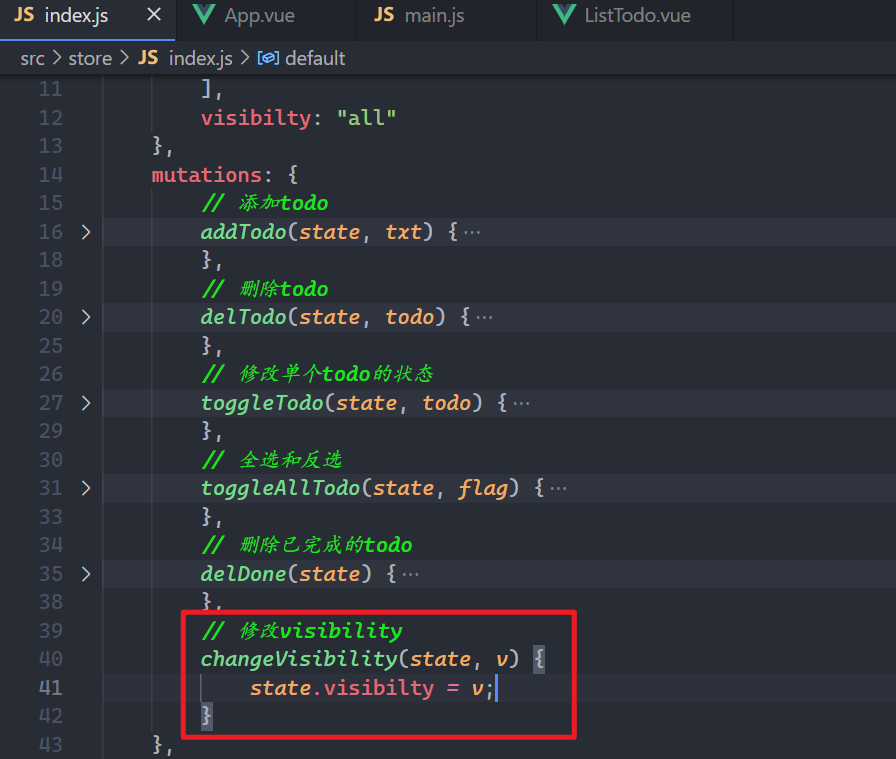 JS index.js × App.vue JS main.js ListTodo.vue
src > store > JS index.js > default
11 ],
12 visibilty: "all"
13 },
14 mutations: {
15 // 添加todo
16 > addTodo(state, txt) {···
18 },
19 // 删除todo
20 > delTodo(state, todo) {···
25 },
26 // 修改单个todo的状态
27 > toggleTodo(state, todo) {···
29 },
30 // 全选和反选
31 > toggleAllTodo(state, flag) {···
33 },
34 // 删除已完成的todo
35 > delDone(state) {···
38 },
39 // 修改visibility
40 changeVisibility(state, v) {
41 state.visibilty = v;
42 }
43 },